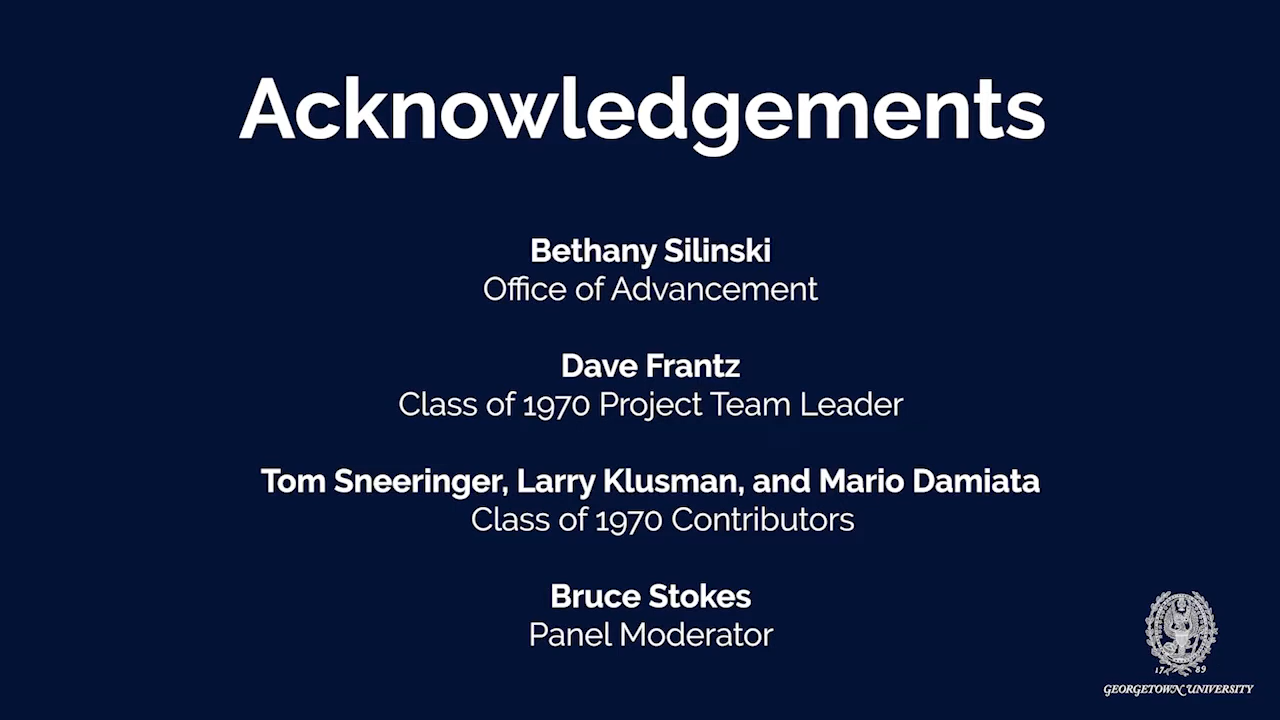 Acknowledgements
Bethany Silinski
Office of Advancement
Dave Frantz
Class of 1970 Project Team Leader
Tom Sneeringer, Larry Klusman, and Mario Damiata
Class of 1970 Contributors
Bruce Stokes
Panel Moderator
1789
GEORGETOWN UNIVERSITY